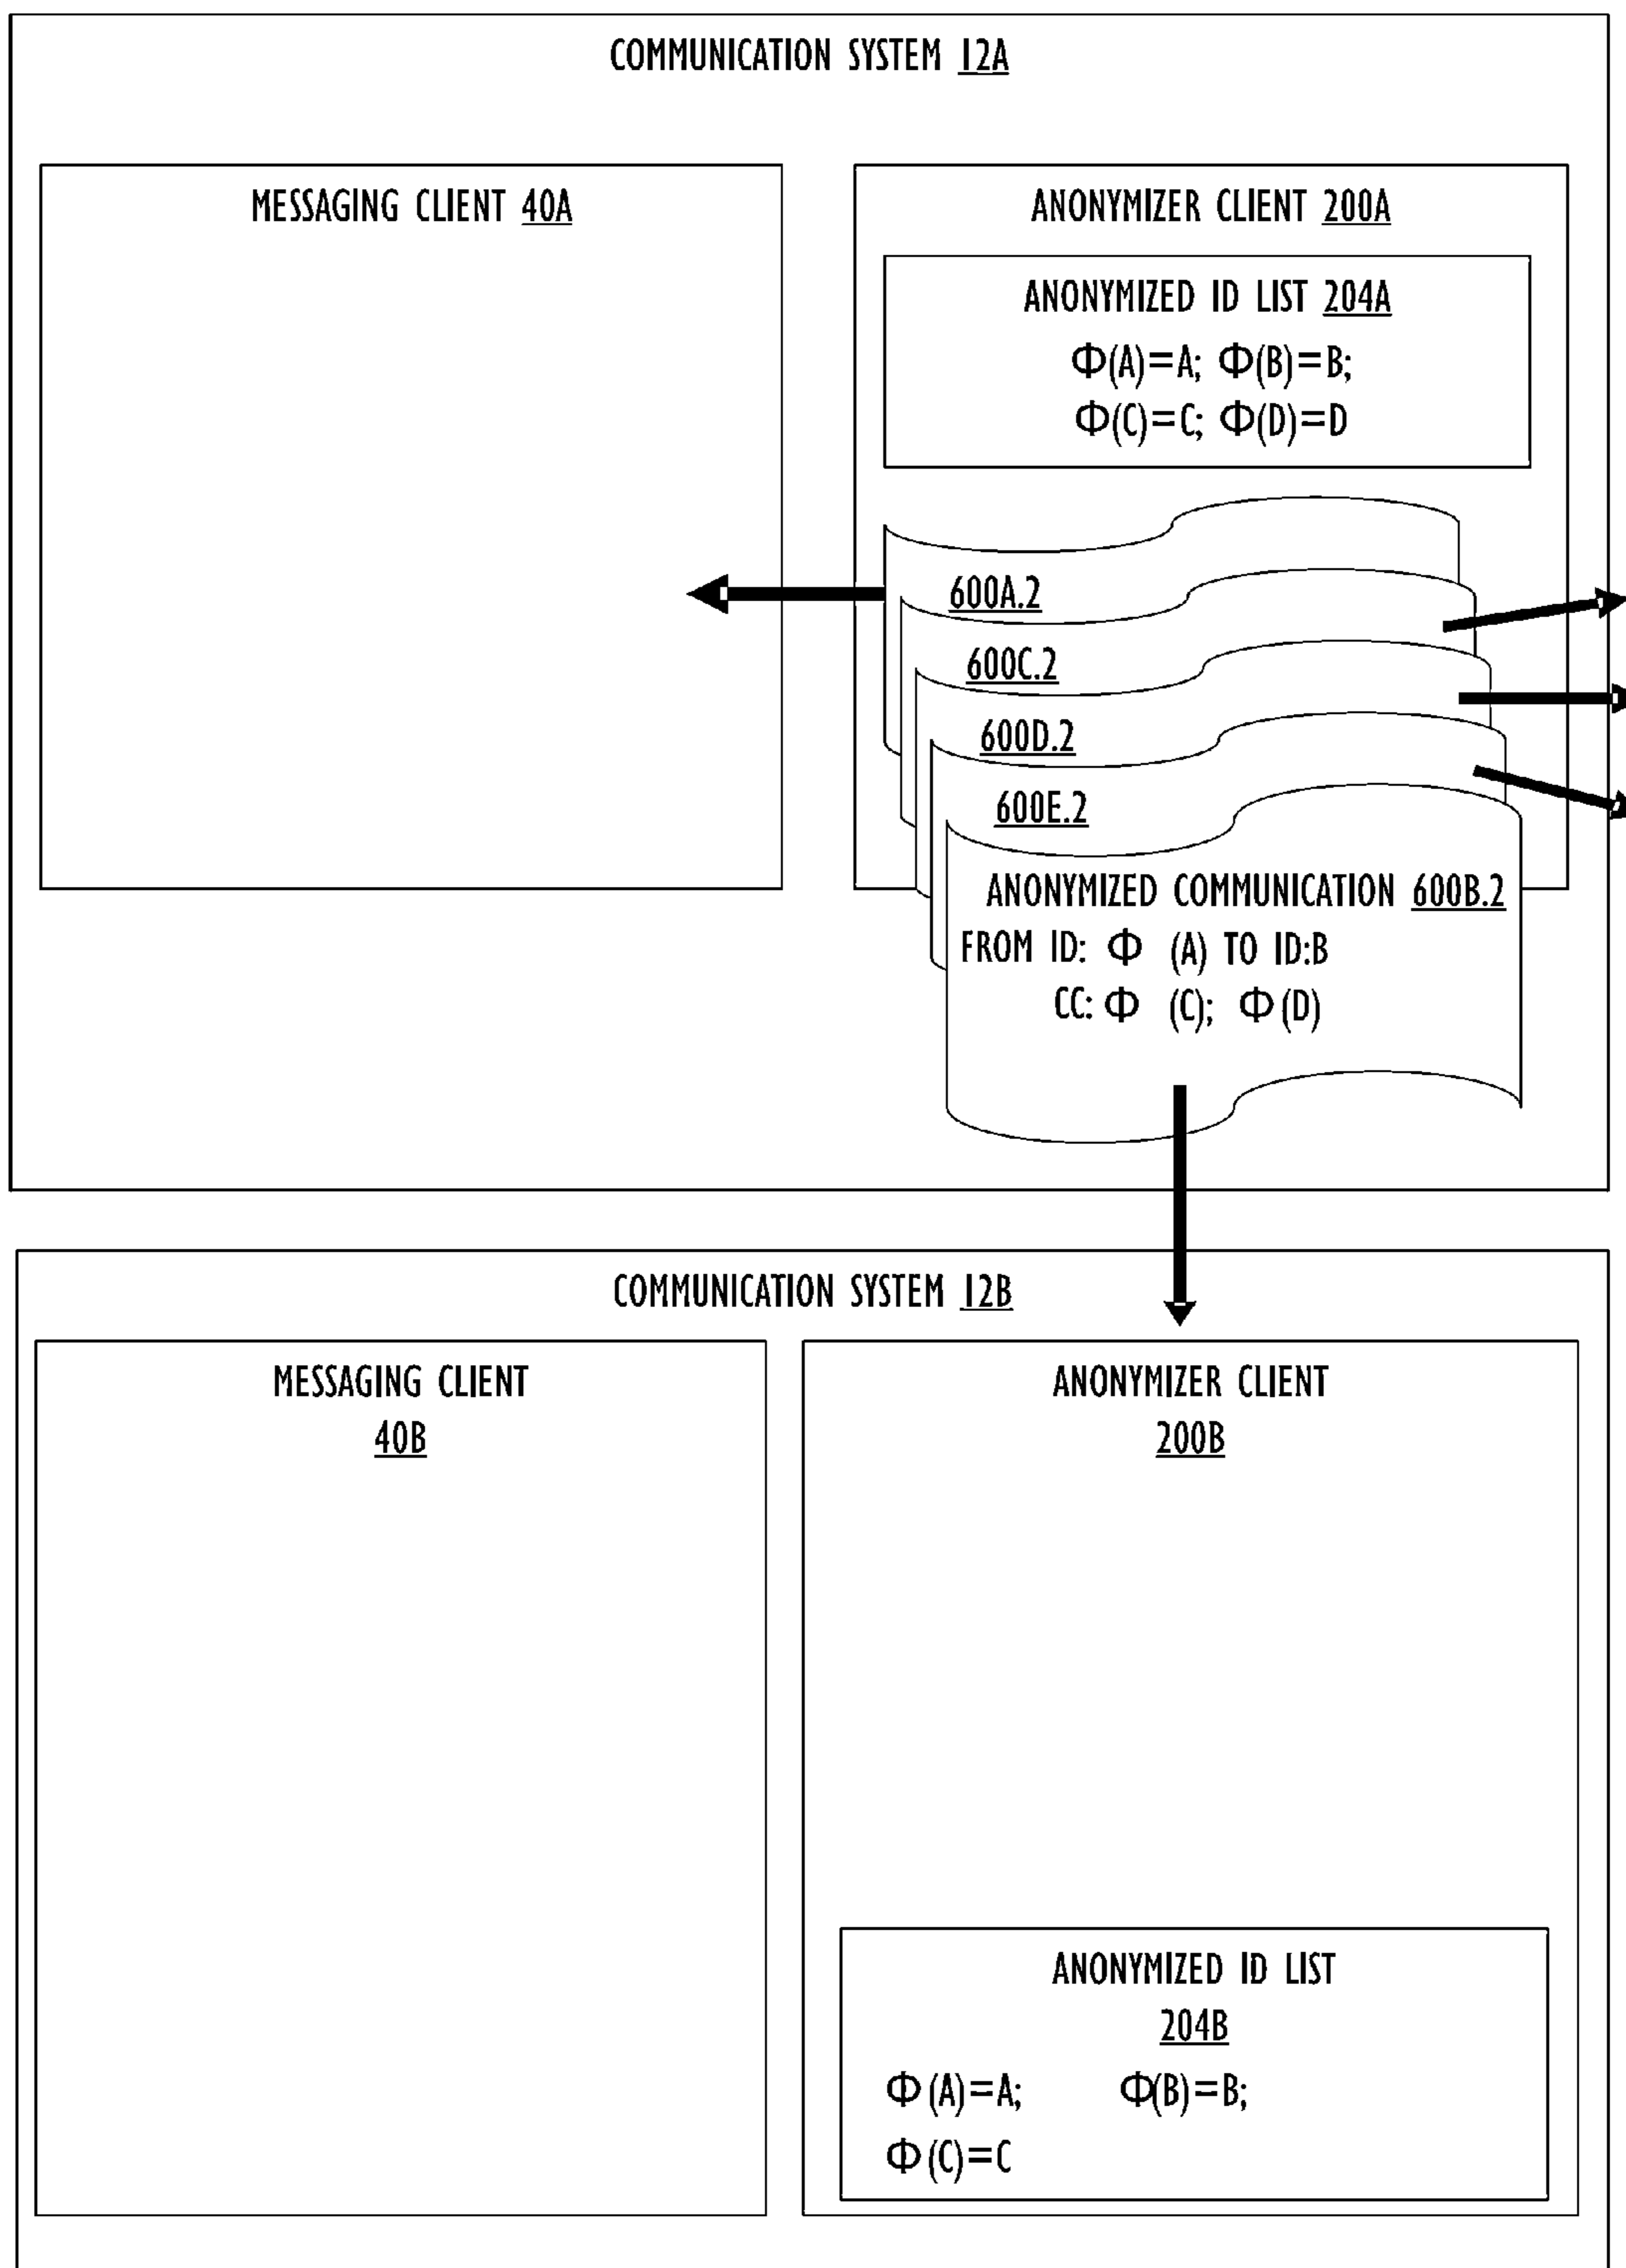 COMMUNICATION SYSTEM 12A
MESSAGING CLIENT 40A
ANONYMIZER CLIENT 200A
ANONYMIZED ID LIST 204A
Φ(A)=A; Φ(B)=B;
Φ(C)=C; Φ(D)=D
600A.2
600C.2
600D.2
600E.2
ANONYMIZED COMMUNICATION 600B.2
FROM ID: Φ (A) TO ID:B
CC: Φ (C); Φ(D)
COMMUNICATION SYSTEM 12B
MESSAGING CLIENT
40B
ANONYMIZER CLIENT
200B
ANONYMIZED ID LIST
204B
Φ(A)=A; Φ(B)=B;
Φ(C)=C